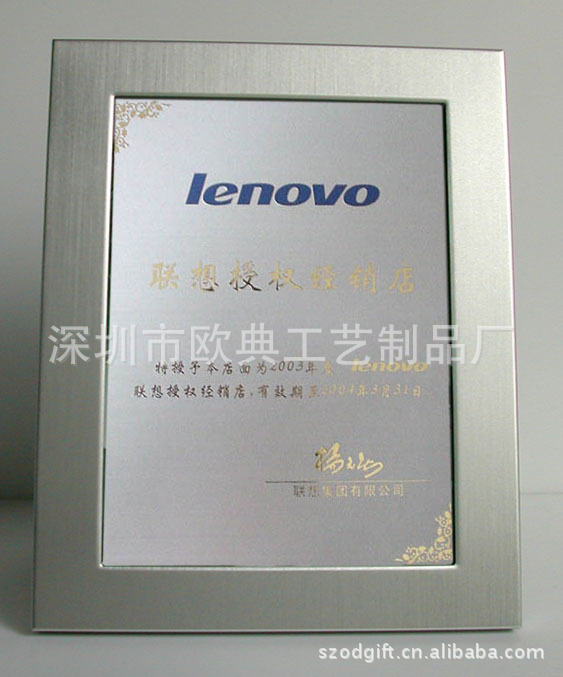 lenovo
联想授权经销店
深圳市欧典工艺制品厂
特授予本店面为2003年度 lenovo
联想授权经销店,有效期至2004年3月31日
联想集团有限公司
szodgift.cn.alibaba.com